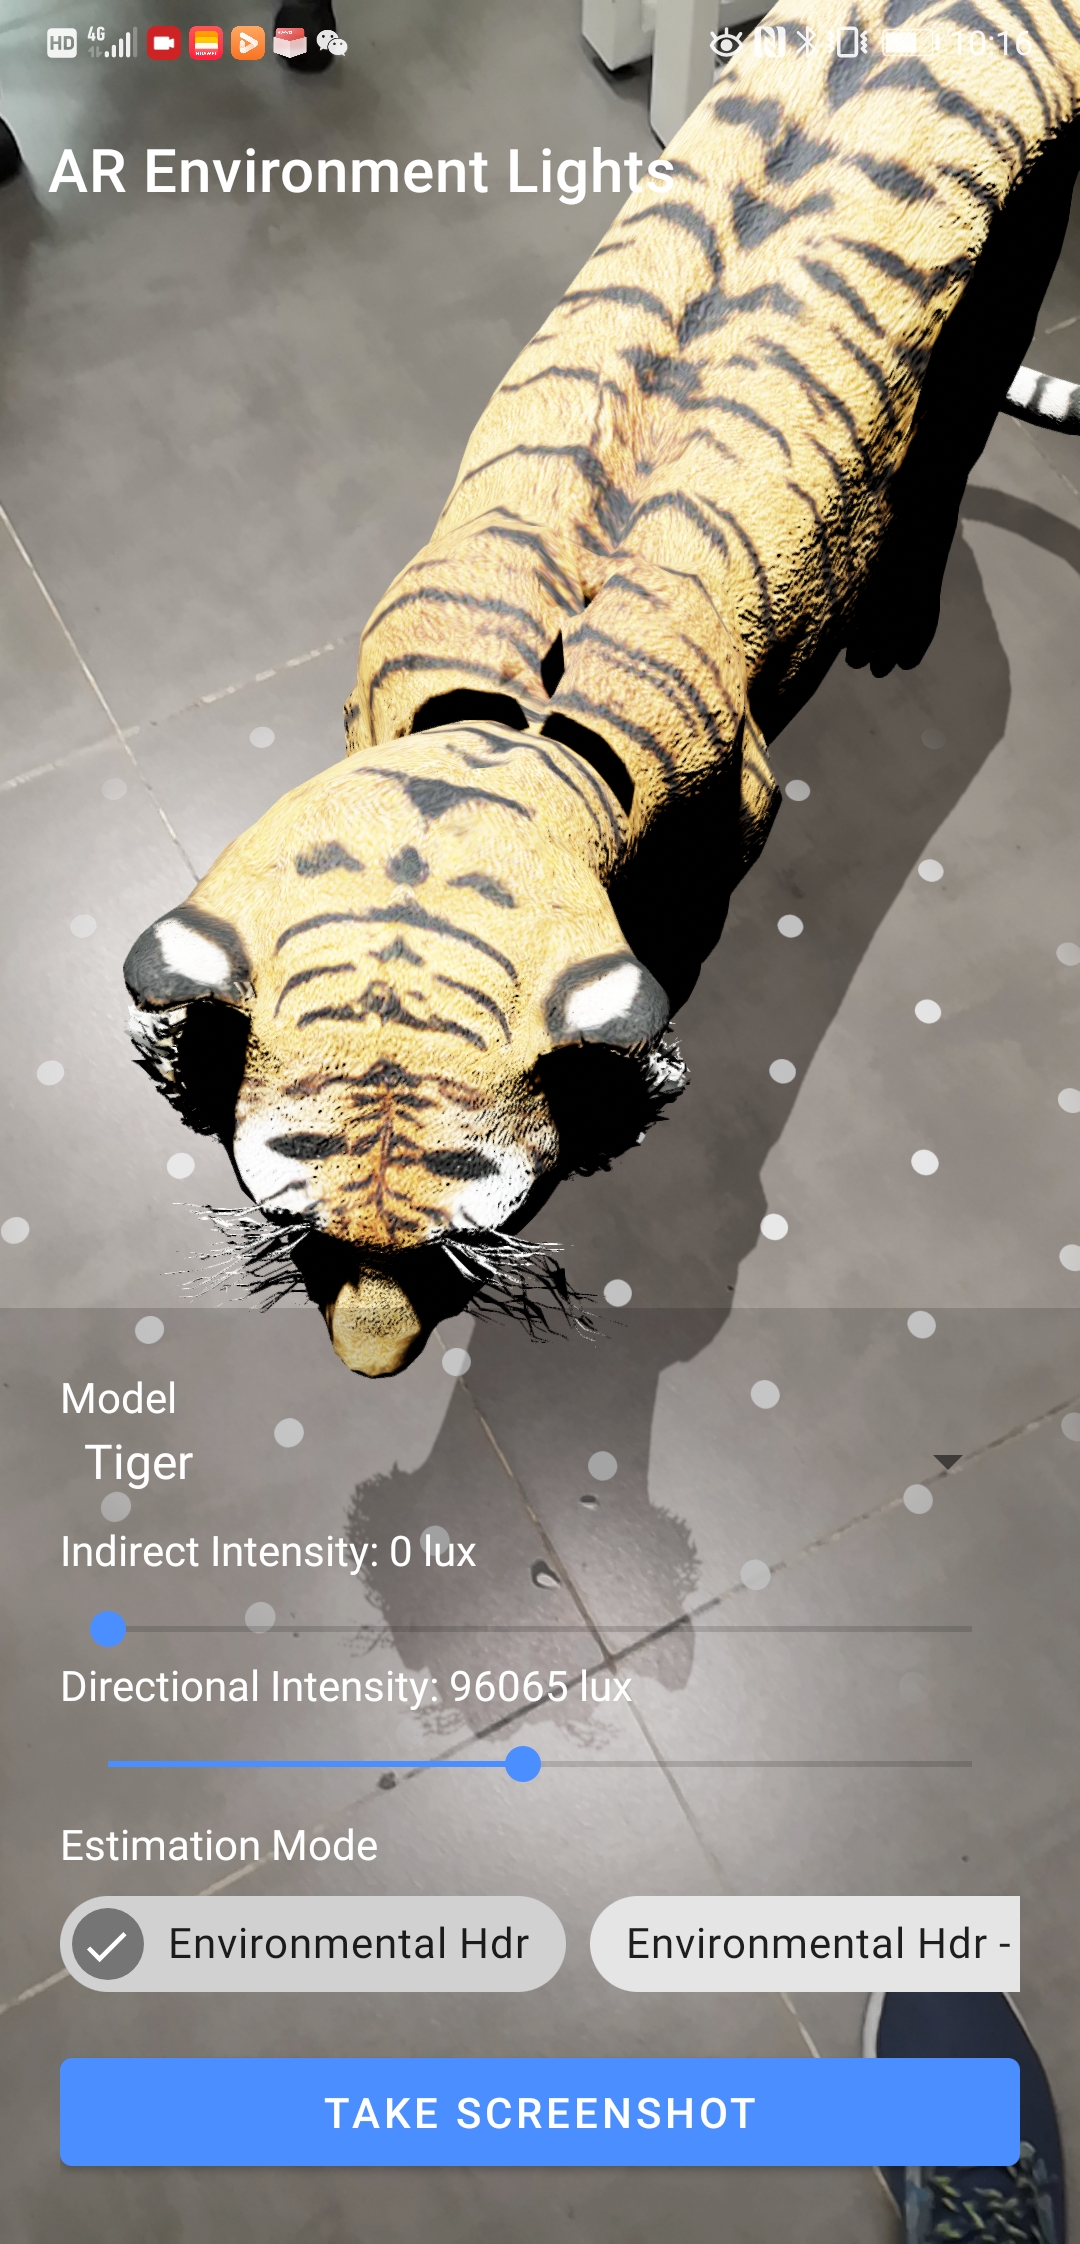 HD 4G 10:16
AR Environment Lights
Model
Tiger
Indirect Intensity: 0 lux
Directional Intensity: 96065 lux
Estimation Mode
Environmental Hdr Environmental Hdr -
TAKE SCREENSHOT